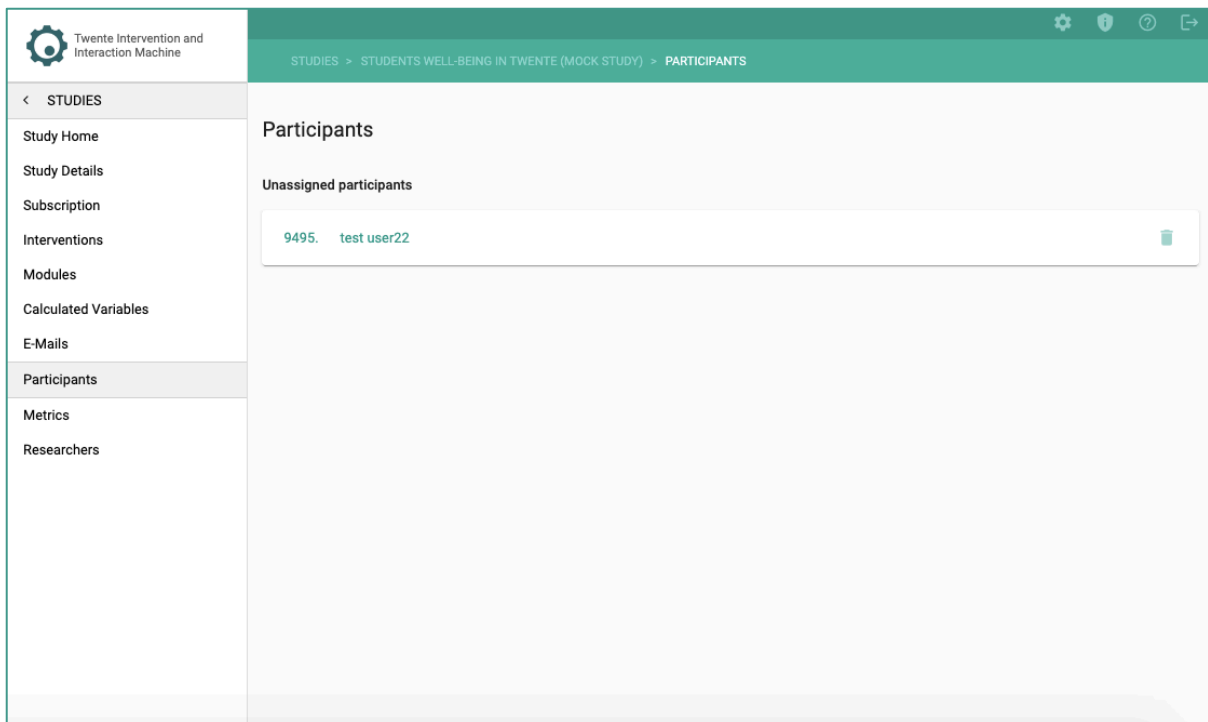 Twente Intervention and
Interaction Machine
STUDIES > STUDENTS WELL-BEING IN TWENTE (MOCK STUDY) > PARTICIPANTS
< STUDIES
Study Home
Study Details
Subscription
Interventions
Modules
Calculated Variables
E-Mails
Participants
Metrics
Researchers
Participants
Unassigned participants
9495. test user22